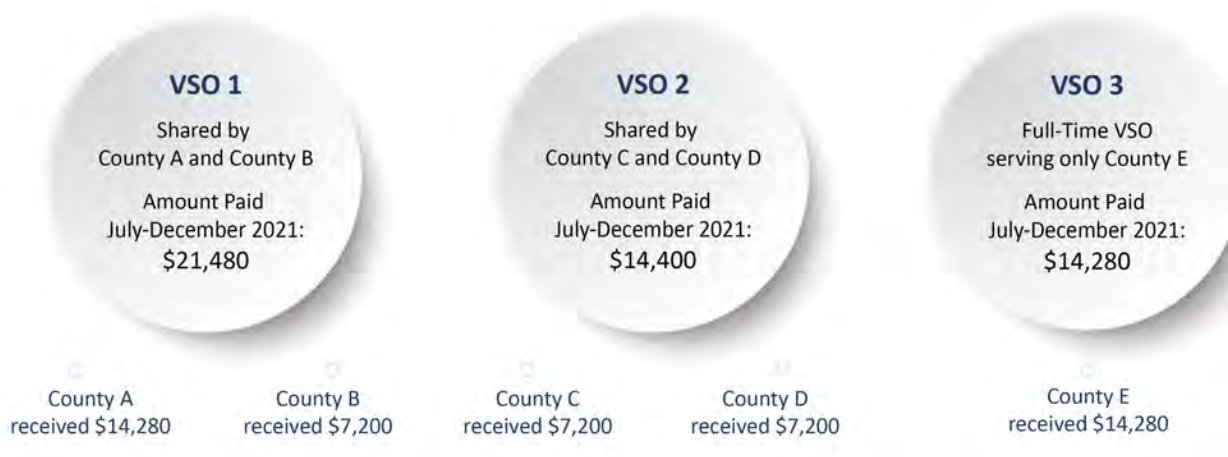 VSO 1
Shared by
County A and County B
Amount Paid
July-December 2021:
$21,480
County A
received $14,280
County B
received $7,200
VSO 2
Shared by
County C and County D
Amount Paid
July-December 2021:
$14,400
County C
received $7,200
County D
received $7,200
VSO 3
Full-Time VSO
serving only County E
Amount Paid
July-December 2021:
$14,280
County E
received $14,280